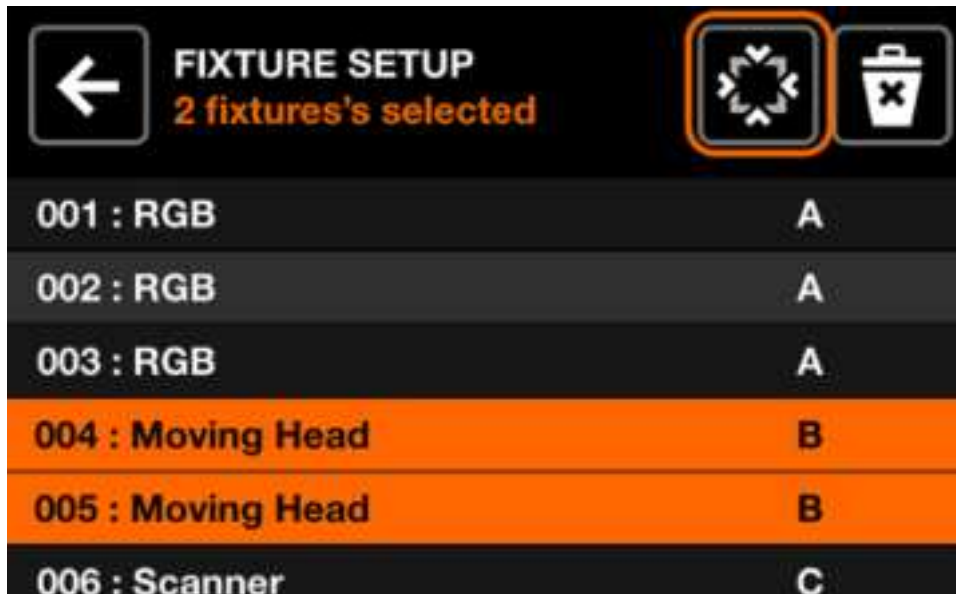 FIXTURE SETUP
2 fixtures's selected
001 : RGB A
002 : RGB A
003 : RGB A
004 : Moving Head B
005 : Moving Head B
006 : Scanner C